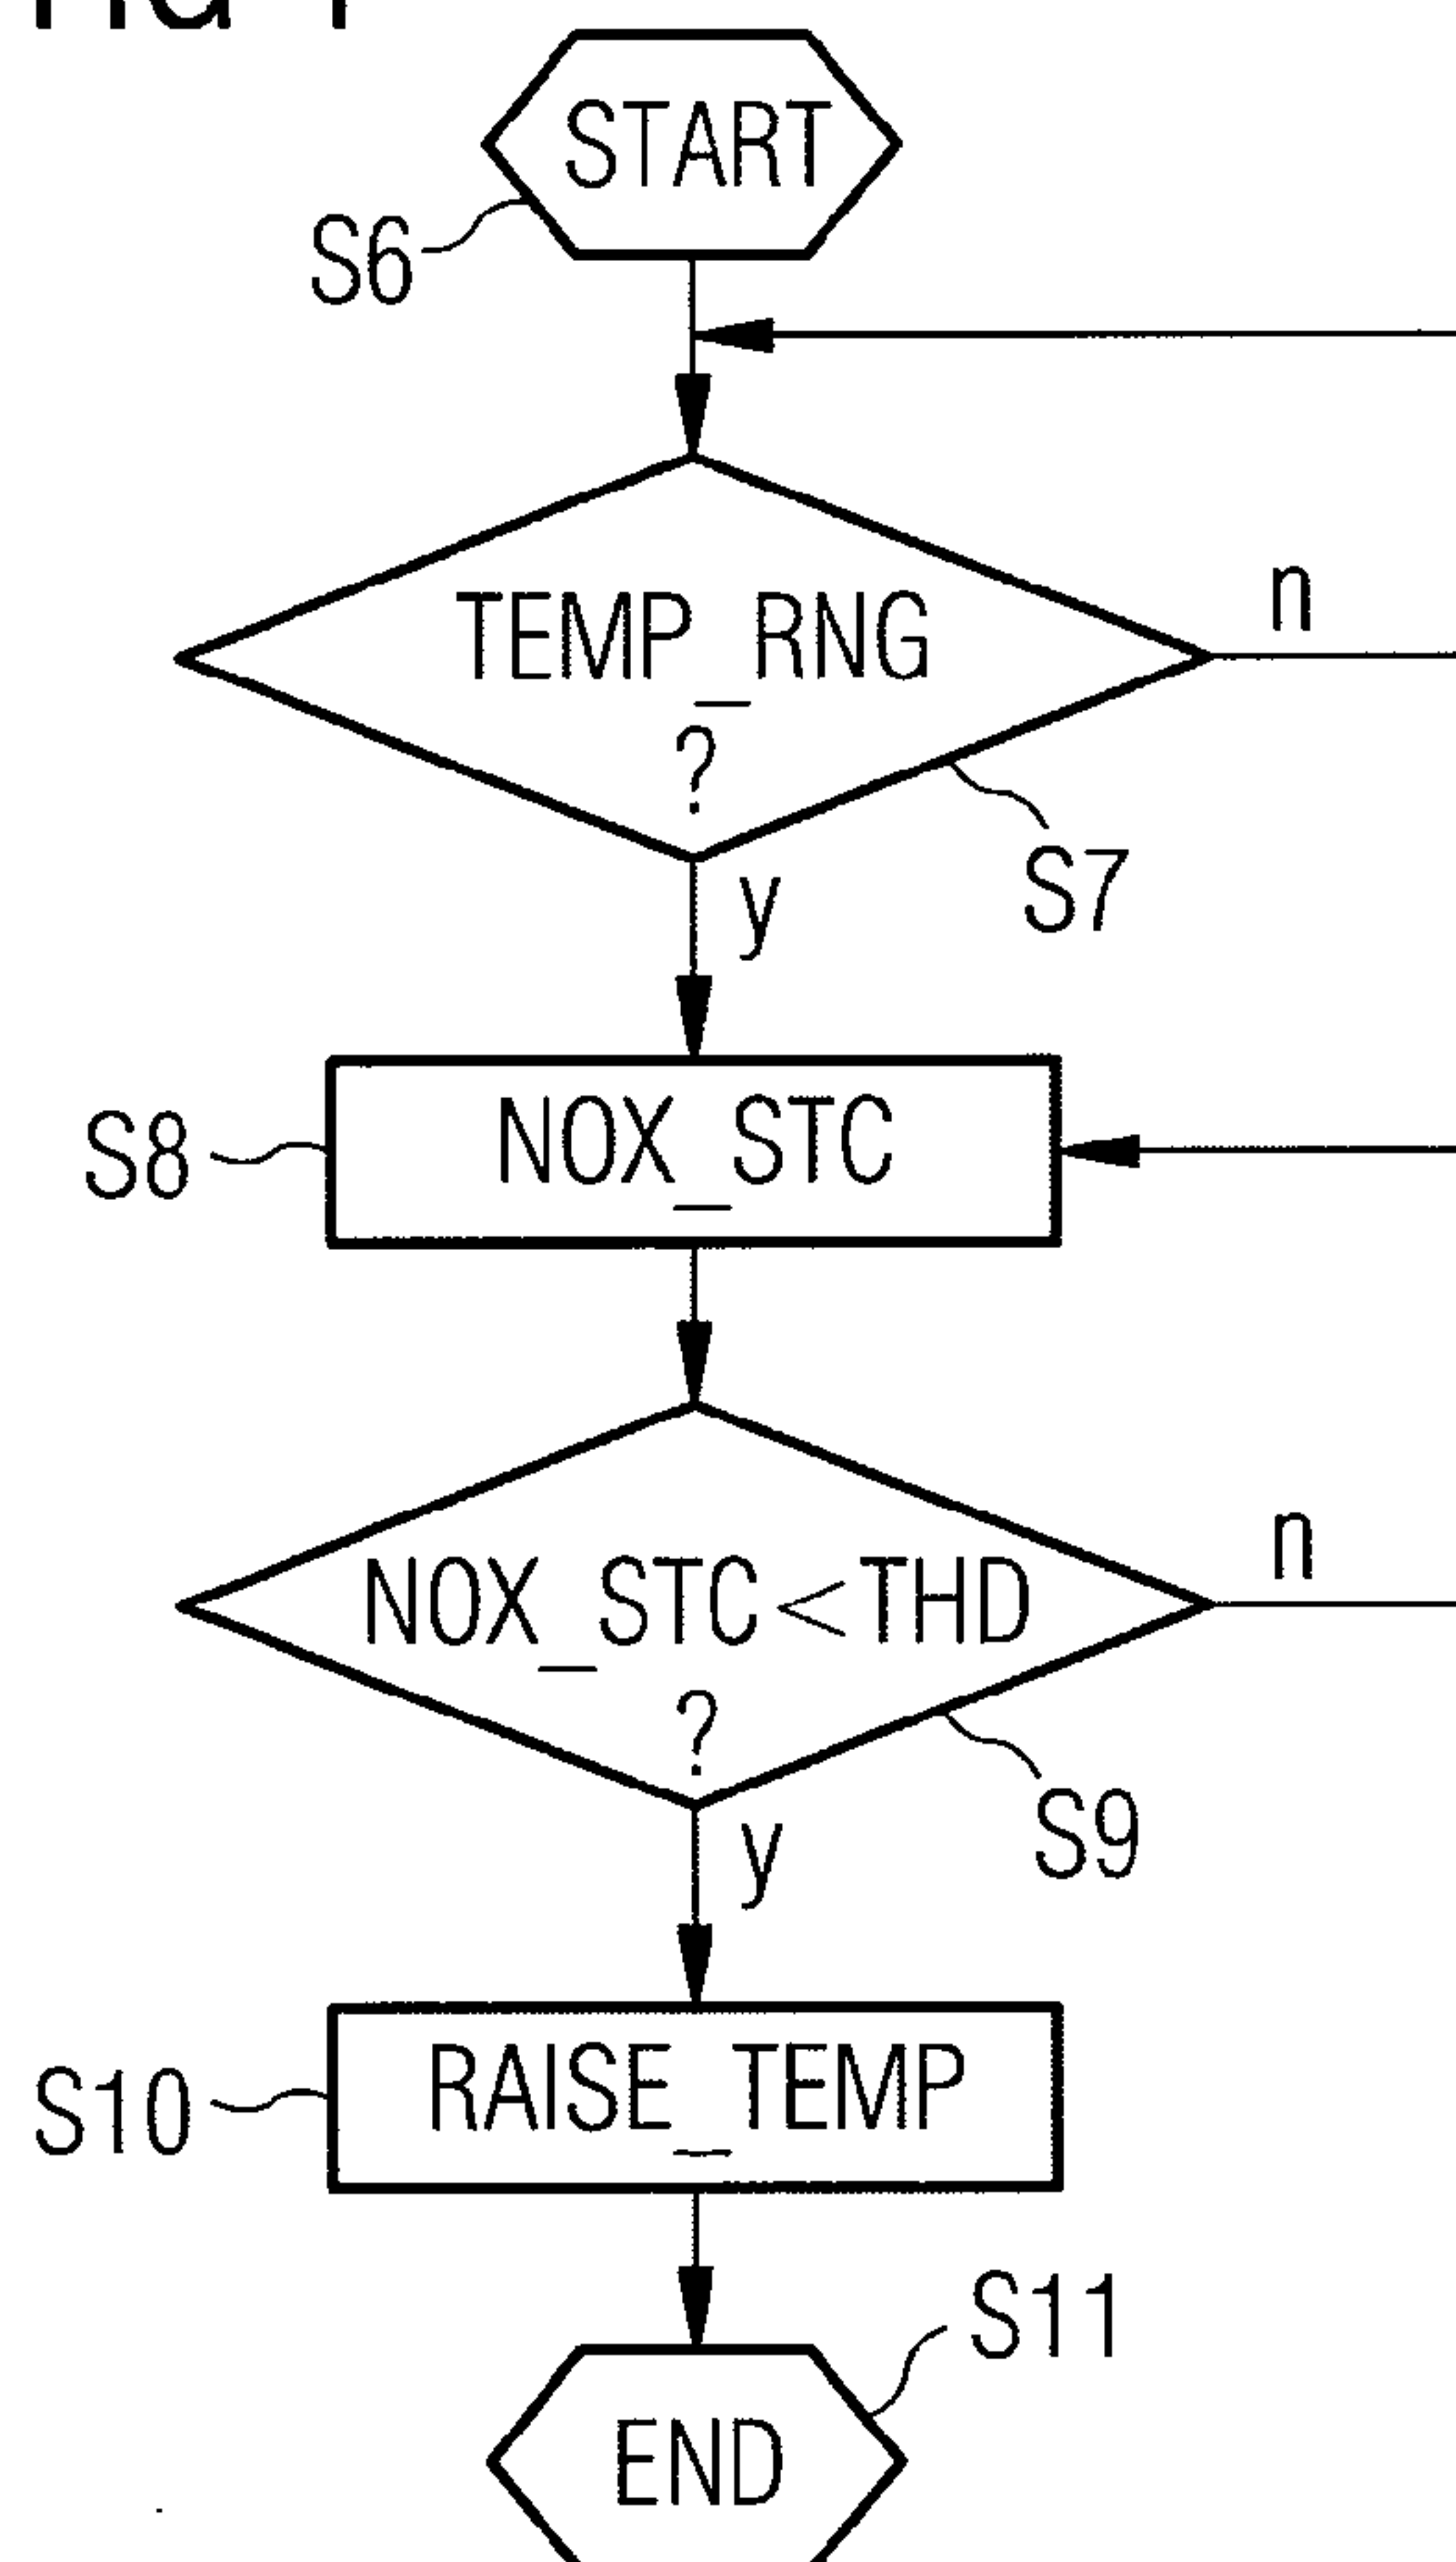 START
S6
TEMP_RNG
?
n
S7
y
NOX_STC
S8
NOX_STC<THD
?
n
S9
y
RAISE_TEMP
S10
S11
END